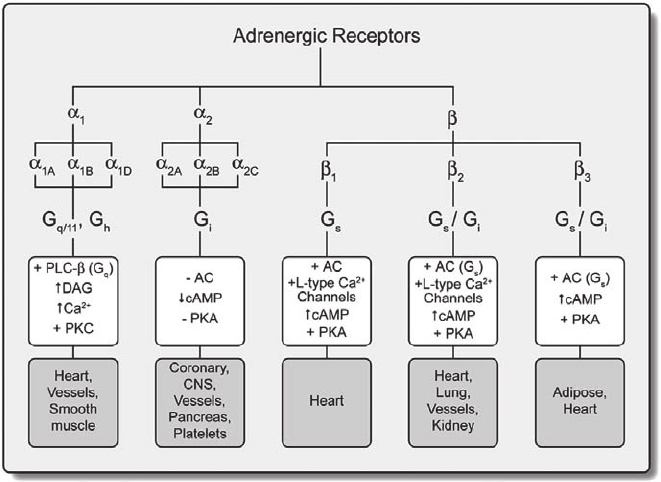 Adrenergic Receptors
α1
α2
β
α1A α1B α1D
α2A α2B α2C
β1
β2
β3
Gq/11, Gh
Gi
Gs
Gs / Gi
Gs / Gi
+ PLC-β (Gq)
↑DAG
↑Ca2+
+ PKC
- AC
↓cAMP
- PKA
+ AC
+L-type Ca2+
Channels
↑cAMP
+ PKA
+ AC (Gs)
+L-type Ca2+
Channels
↑cAMP
+ PKA
+ AC (Gs)
↑cAMP
+ PKA
Heart,
Vessels,
Smooth
muscle
Coronary,
CNS,
Vessels,
Pancreas,
Platelets
Heart
Heart,
Lung,
Vessels,
Kidney
Adipose,
Heart